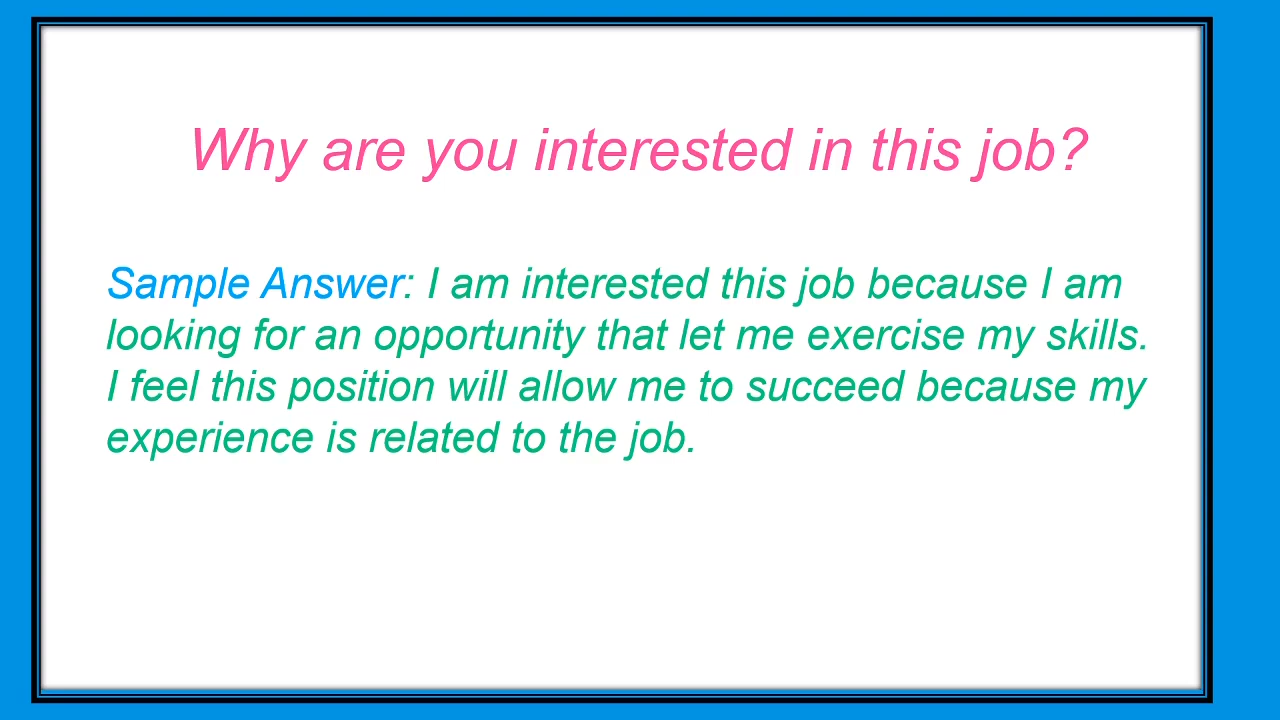 Why are you interested in this job?
Sample Answer: I am interested this job because I am
looking for an opportunity that let me exercise my skills.
I feel this position will allow me to succeed because my
experience is related to the job.